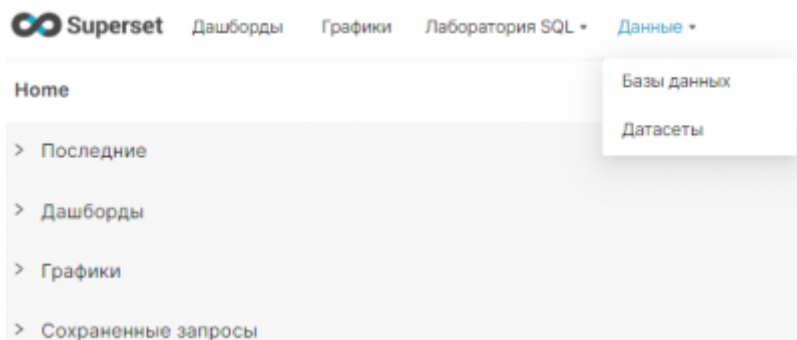 Superset Дашборды Графики Лаборатория SQL Данные
Home
Базы данных
Датасеты
Последние
Дашборды
Графики
Сохраненные запросы